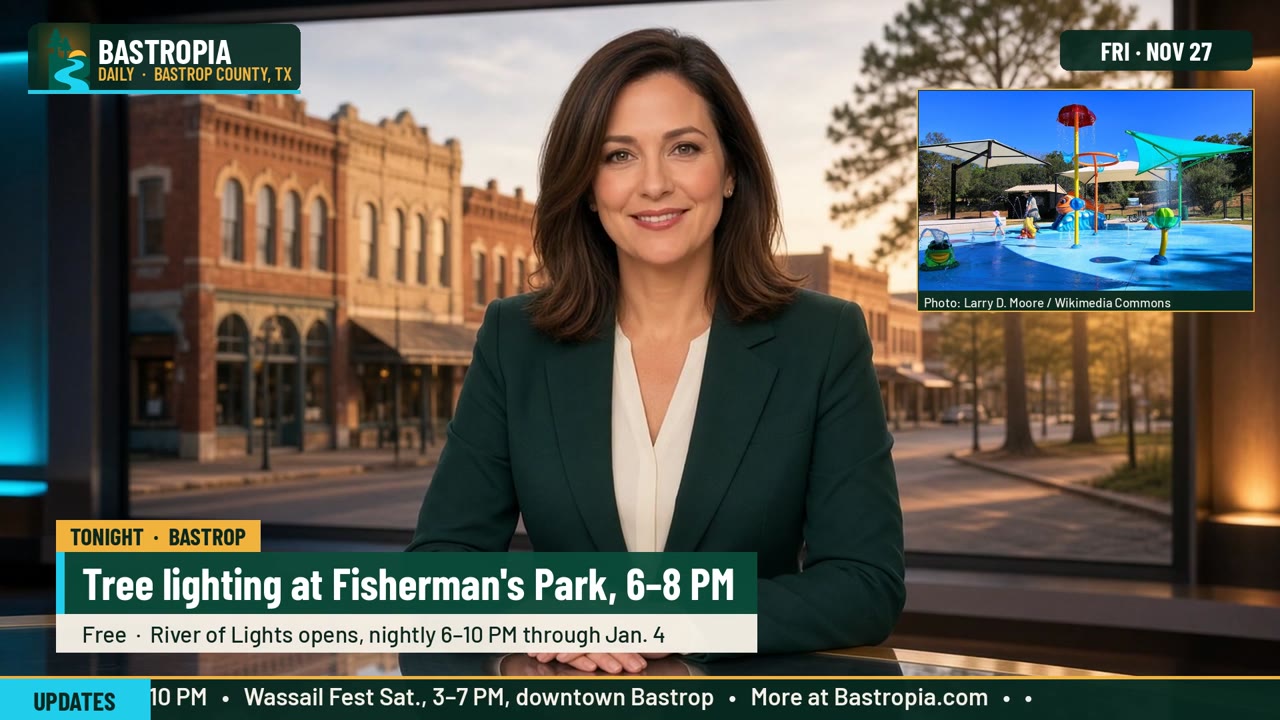 BASTROPIA
DAILY · BASTROP COUNTY, TX
FRI · NOV 27
Photo: Larry D. Moore / Wikimedia Commons
TONIGHT · BASTROP
Tree lighting at Fisherman's Park, 6–8 PM
Free · River of Lights opens, nightly 6–10 PM through Jan. 4
UPDATES
10 PM • Wassail Fest Sat., 3–7 PM, downtown Bastrop • More at Bastropia.com • •